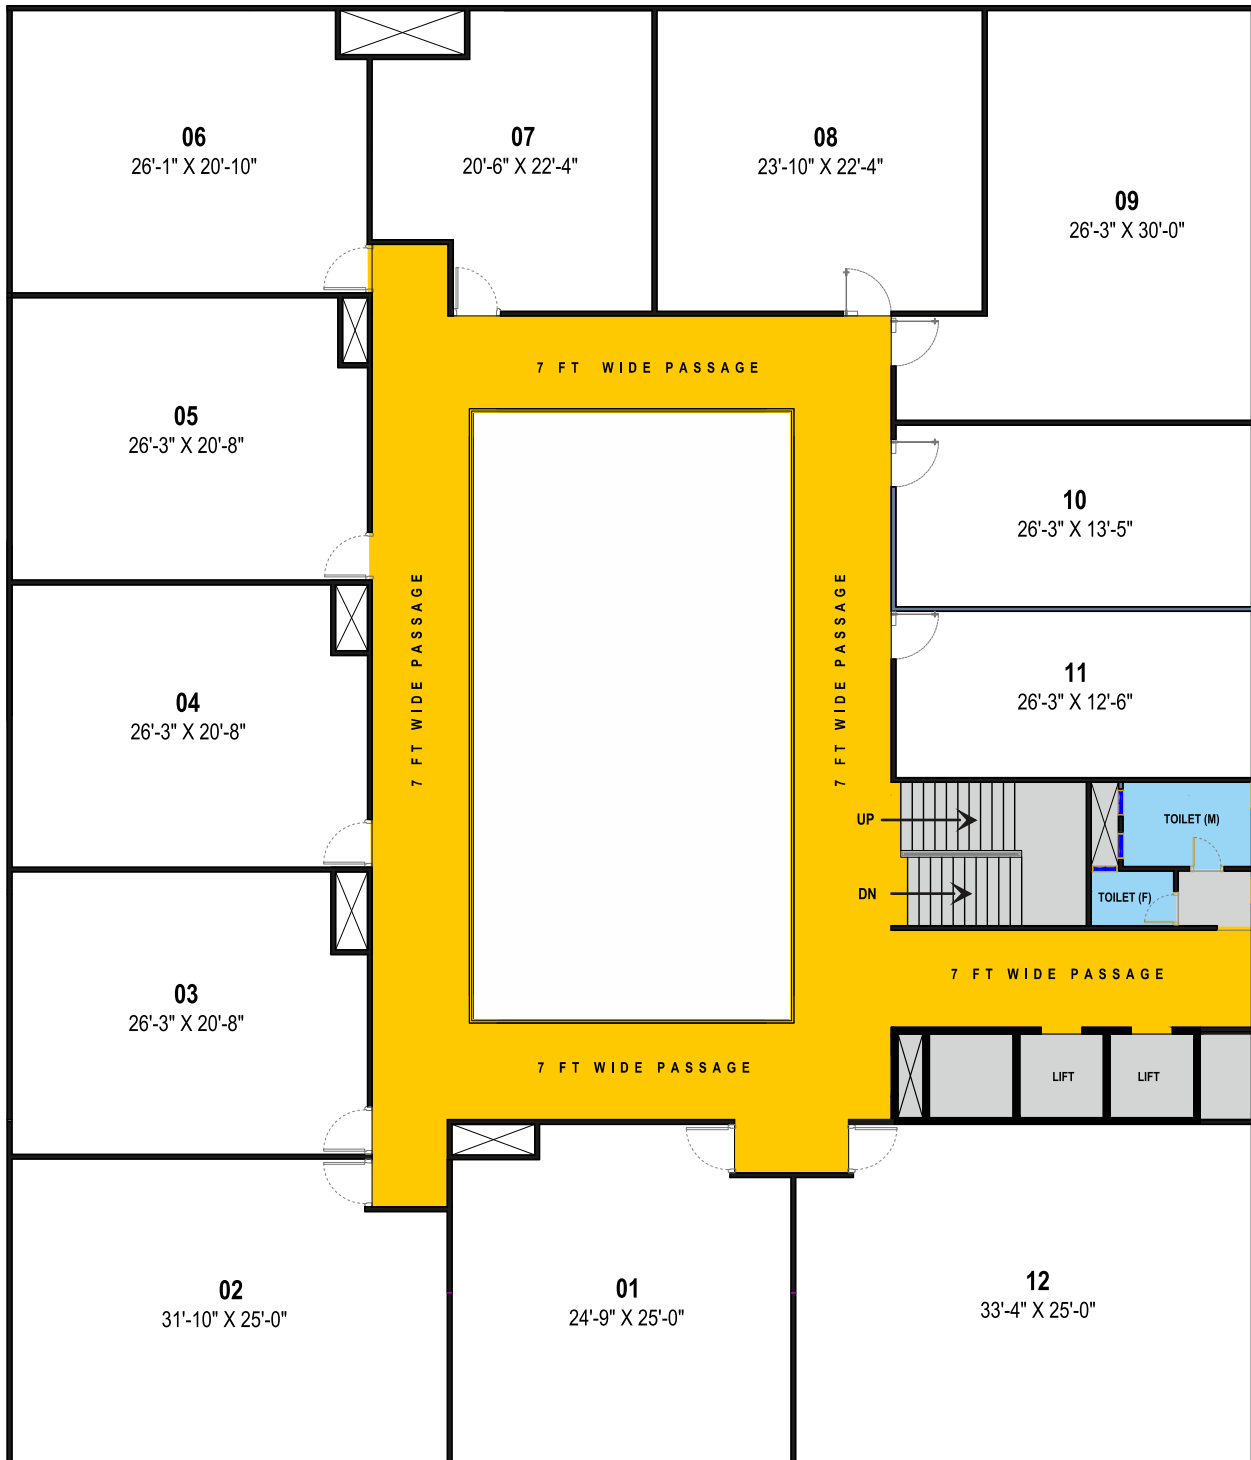 06
26'-1" X 20'-10"
07
20'-6" X 22'-4"
08
23'-10" X 22'-4"
09
26'-3" X 30'-0"
7 FT WIDE PASSAGE
05
26'-3" X 20'-8"
10
26'-3" X 13'-5"
7 FT WIDE PASSAGE
7 FT WIDE PASSAGE
04
26'-3" X 20'-8"
11
26'-3" X 12'-6"
UP
TOILET (M)
DN
TOILET (F)
7 FT WIDE PASSAGE
03
26'-3" X 20'-8"
7 FT WIDE PASSAGE
LIFT
LIFT
02
31'-10" X 25'-0"
01
24'-9" X 25'-0"
12
33'-4" X 25'-0"